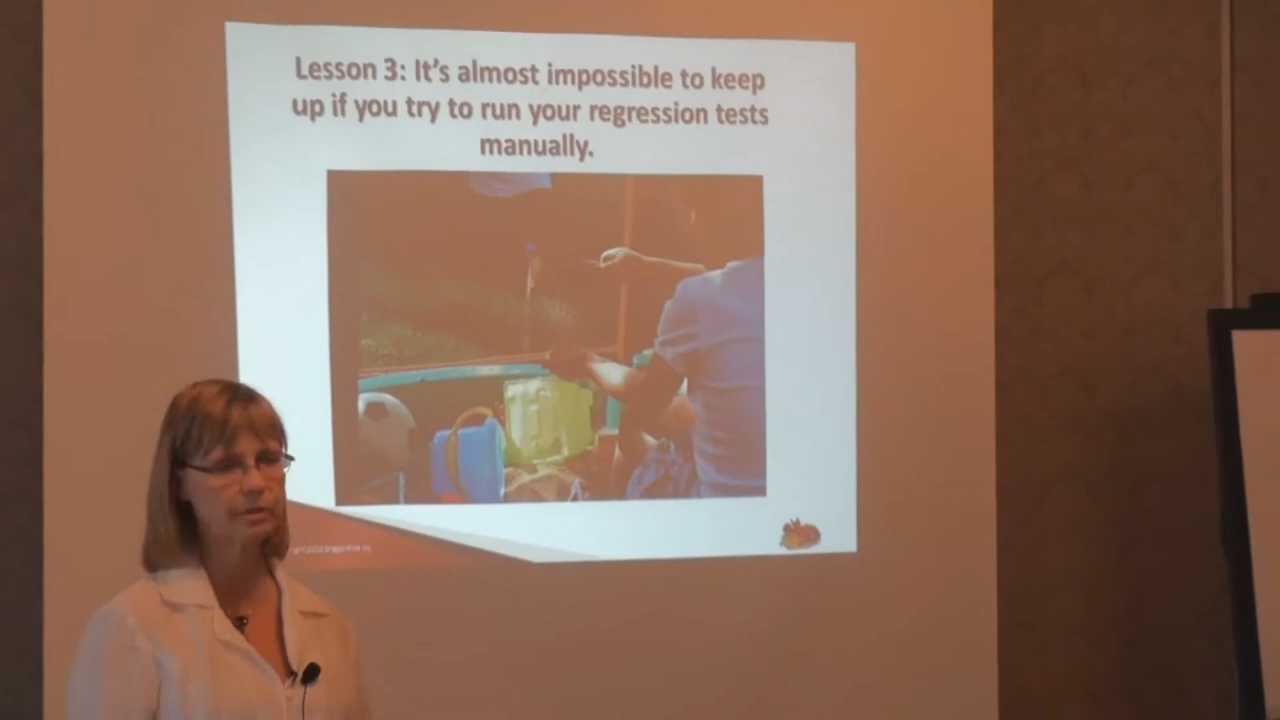 Lesson 3: It's almost impossible to keep
up if you try to run your regression tests
manually.